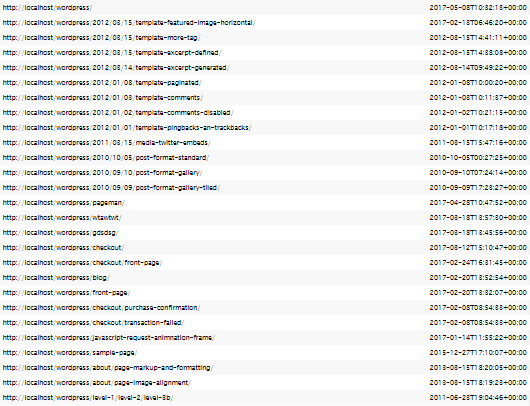 http://localhost/wordpress/ 2017-05-08T10:32:18+00:00
http://localhost/wordpress/2012/03/15/template-featured-image-horizontal/ 2017-02-13T06:46:20+00:00
http://localhost/wordpress/2012/03/15/template-more-tag/ 2012-03-15T14:41:11+00:00
http://localhost/wordpress/2012/03/15/template-excerpt-defined/ 2012-03-15T14:38:08+00:00
http://localhost/wordpress/2012/03/14/template-excerpt-generated/ 2012-03-14T09:49:22+00:00
http://localhost/wordpress/2012/01/08/template-paginated/ 2012-01-08T10:00:20+00:00
http://localhost/wordpress/2012/01/03/template-comments/ 2012-01-03T10:11:37+00:00
http://localhost/wordpress/2012/01/02/template-comments-disabled/ 2012-01-02T10:21:15+00:00
http://localhost/wordpress/2012/01/01/template-pingbacks-an-trackbacks/ 2012-01-01T10:17:18+00:00
http://localhost/wordpress/2011/03/15/media-twitter-embeds/ 2011-03-15T15:47:16+00:00
http://localhost/wordpress/2010/10/05/post-format-standard/ 2010-10-05T00:27:25+00:00
http://localhost/wordpress/2010/09/10/post-format-gallery/ 2010-09-10T07:24:14+00:00
http://localhost/wordpress/2010/09/09/post-format-gallery-tiled/ 2010-09-09T17:23:27+00:00
http://localhost/wordpress/pageman/ 2017-04-28T10:47:52+00:00
http://localhost/wordpress/wtawtwt/ 2017-03-18T18:57:30+00:00
http://localhost/wordpress/gdsdsg/ 2017-03-18T13:45:56+00:00
http://localhost/wordpress/checkout/ 2017-03-12T15:10:47+00:00
http://localhost/wordpress/checkout/front-page/ 2017-02-24T16:31:45+00:00
http://localhost/wordpress/blog/ 2017-02-20T13:52:54+00:00
http://localhost/wordpress/front-page/ 2017-02-20T13:32:07+00:00
http://localhost/wordpress/checkout/purchase-confirmation/ 2017-02-08T08:54:38+00:00
http://localhost/wordpress/checkout/transaction-failed/ 2017-02-08T08:54:38+00:00
http://localhost/wordpress/javascript-request-animnation-frame/ 2017-01-14T11:55:22+00:00
http://localhost/wordpress/sample-page/ 2015-12-27T17:10:07+00:00
http://localhost/wordpress/about/page-markup-and-formatting/ 2013-03-15T18:20:05+00:00
http://localhost/wordpress/about/page-image-alignment/ 2013-03-15T18:19:23+00:00
http://localhost/wordpress/level-1/level-2/level-3b/ 2011-06-23T19:04:46+00:00